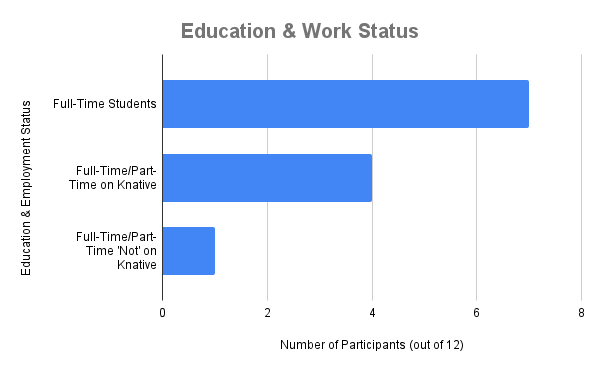 Education & Work Status
Education & Employment Status
Full-Time Students
Full-Time/Part-
Time on Knative
Full-Time/Part-
Time 'Not' on
Knative
0
2
4
6
8
Number of Participants (out of 12)